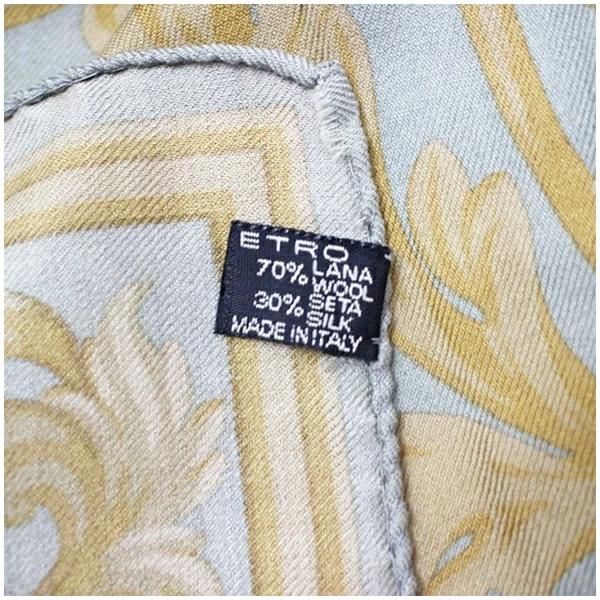 ETRO
70% LANA
WOOL
30% SETA
SILK
MADE IN ITALY